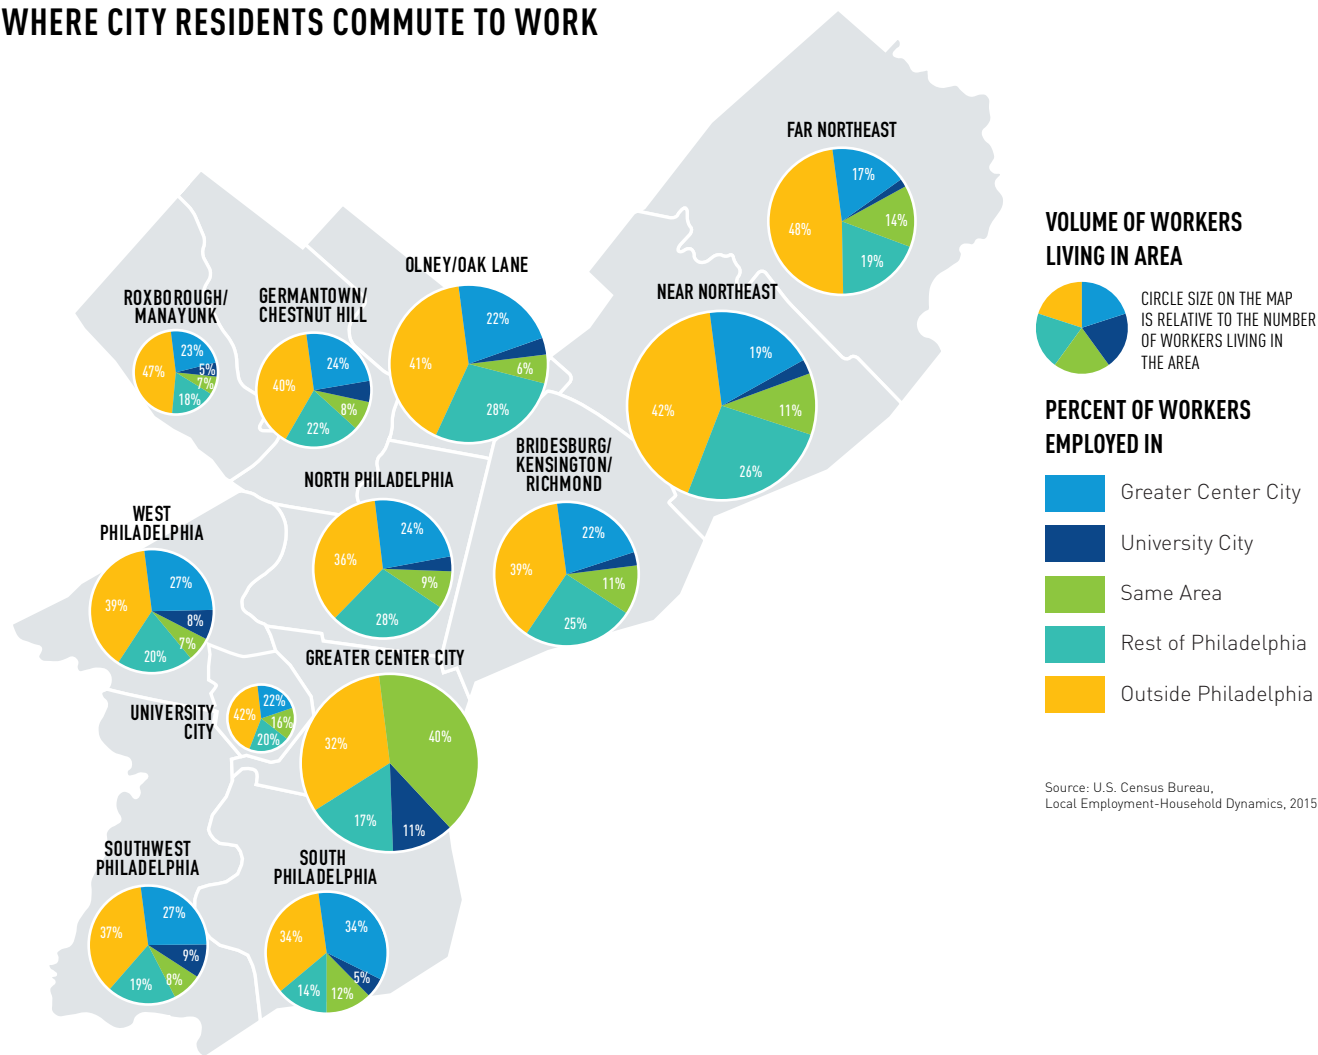 WHERE CITY RESIDENTS COMMUTE TO WORK
FAR NORTHEAST
17%
14%
19%
48%
OLNEY/OAK LANE
22%
6%
28%
41%
NEAR NORTHEAST
19%
11%
26%
42%
ROXBOROUGH/
MANAYUNK
23%
5%
7%
18%
47%
GERMANTOWN/
CHESTNUT HILL
24%
8%
22%
40%
BRIDESBURG/
KENSINGTON/
RICHMOND
22%
11%
25%
39%
NORTH PHILADELPHIA
24%
9%
28%
36%
WEST
PHILADELPHIA
27%
8%
7%
20%
39%
GREATER CENTER CITY
40%
11%
17%
32%
UNIVERSITY
CITY
22%
16%
20%
42%
SOUTHWEST
PHILADELPHIA
27%
9%
8%
19%
37%
SOUTH
PHILADELPHIA
34%
5%
12%
14%
34%
VOLUME OF WORKERS
LIVING IN AREA
CIRCLE SIZE ON THE MAP
IS RELATIVE TO THE NUMBER
OF WORKERS LIVING IN
THE AREA
PERCENT OF WORKERS
EMPLOYED IN
Greater Center City
University City
Same Area
Rest of Philadelphia
Outside Philadelphia
Source: U.S. Census Bureau,
Local Employment-Household Dynamics, 2015